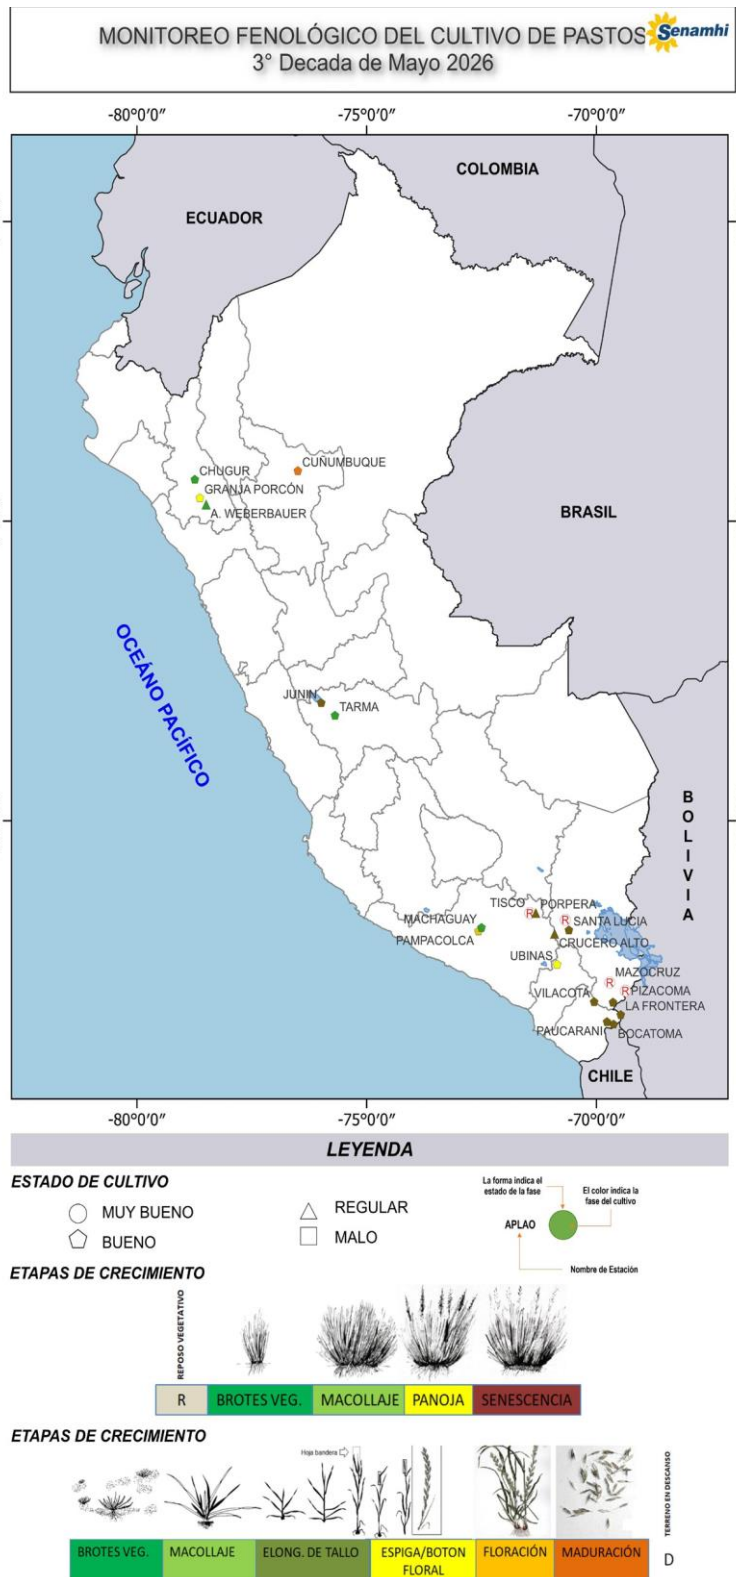 MONITOREO FENOLÓGICO DEL CULTIVO DE PASTOS
Senamhi
3° Decada de Mayo 2026
-80°0'0" -75°0'0" -70°0'0"
COLOMBIA
ECUADOR
CUÑUMBUQUE
CHUGUR
GRANJA PORCÓN
A. WEBERBAUER
BRASIL
OCEÁNO PACÍFICO
JUNIN
TARMA
BOLIVIA
TISCO
PORPERA
R
R
SANTA LUCIA
MACHAGUAY
PAMPACOLCA
CRUCERO ALTO
UBINAS
MAZOCRUZ
R
VILACOTA
R
PIZACOMA
LA FRONTERA
PAUCARANI
BOCATOMA
CHILE
-80°0'0" -75°0'0" -70°0'0"
LEYENDA
ESTADO DE CULTIVO
MUY BUENO
REGULAR
BUENO
MALO
La forma indica el
estado de la fase
El color indica la
fase del cultivo
APLAO
Nombre de Estación
ETAPAS DE CRECIMIENTO
REPOSO VEGETATIVO
R BROTES VEG. MACOLLAJE PANOJA SENESCENCIA
ETAPAS DE CRECIMIENTO
Hoja bandera
TERRENO EN DESCANSO
BROTES VEG. MACOLLAJE ELONG. DE TALLO ESPIGA/BOTON FLORAL FLORACIÓN MADURACIÓN D